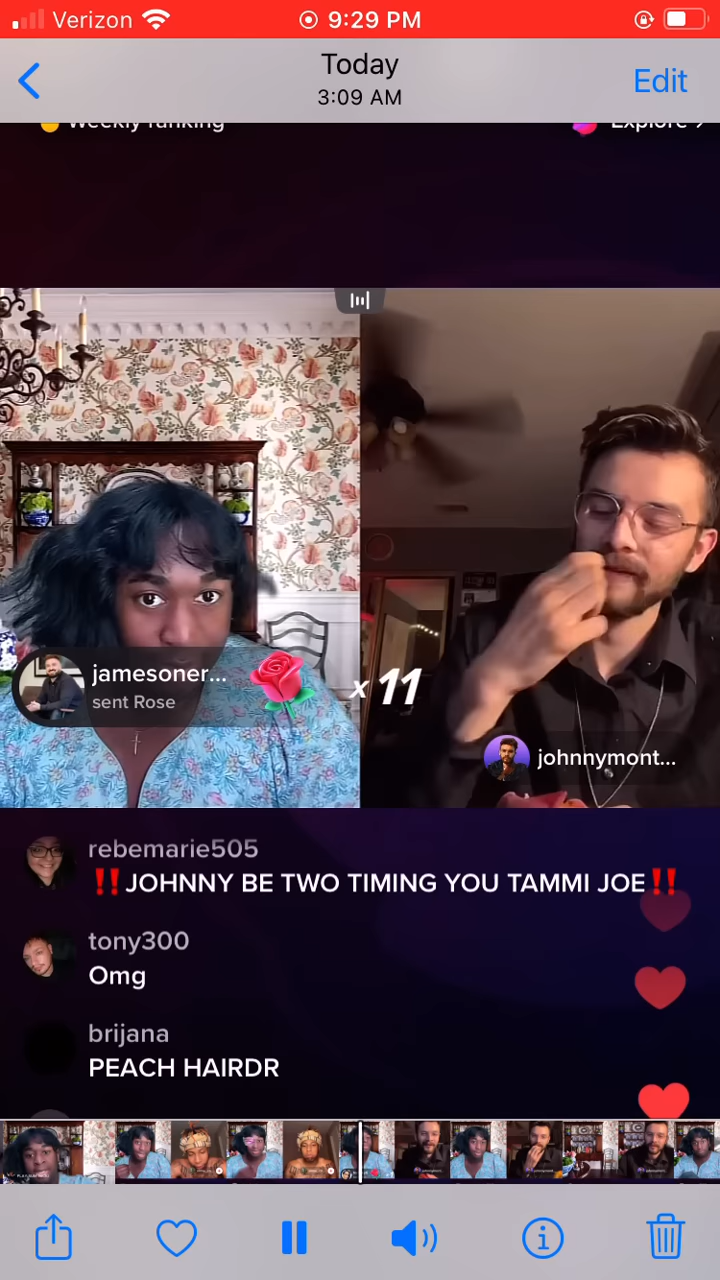 Verizon
9:29 PM
Today
3:09 AM
Edit
Weekly ranking
Explore
jamesoner...
sent Rose
x 11
johnnymont...
rebemarie505
‼️JOHNNY BE TWO TIMING YOU TAMMI JOE‼️
tony300
Omg
brijana
PEACH HAIRDR